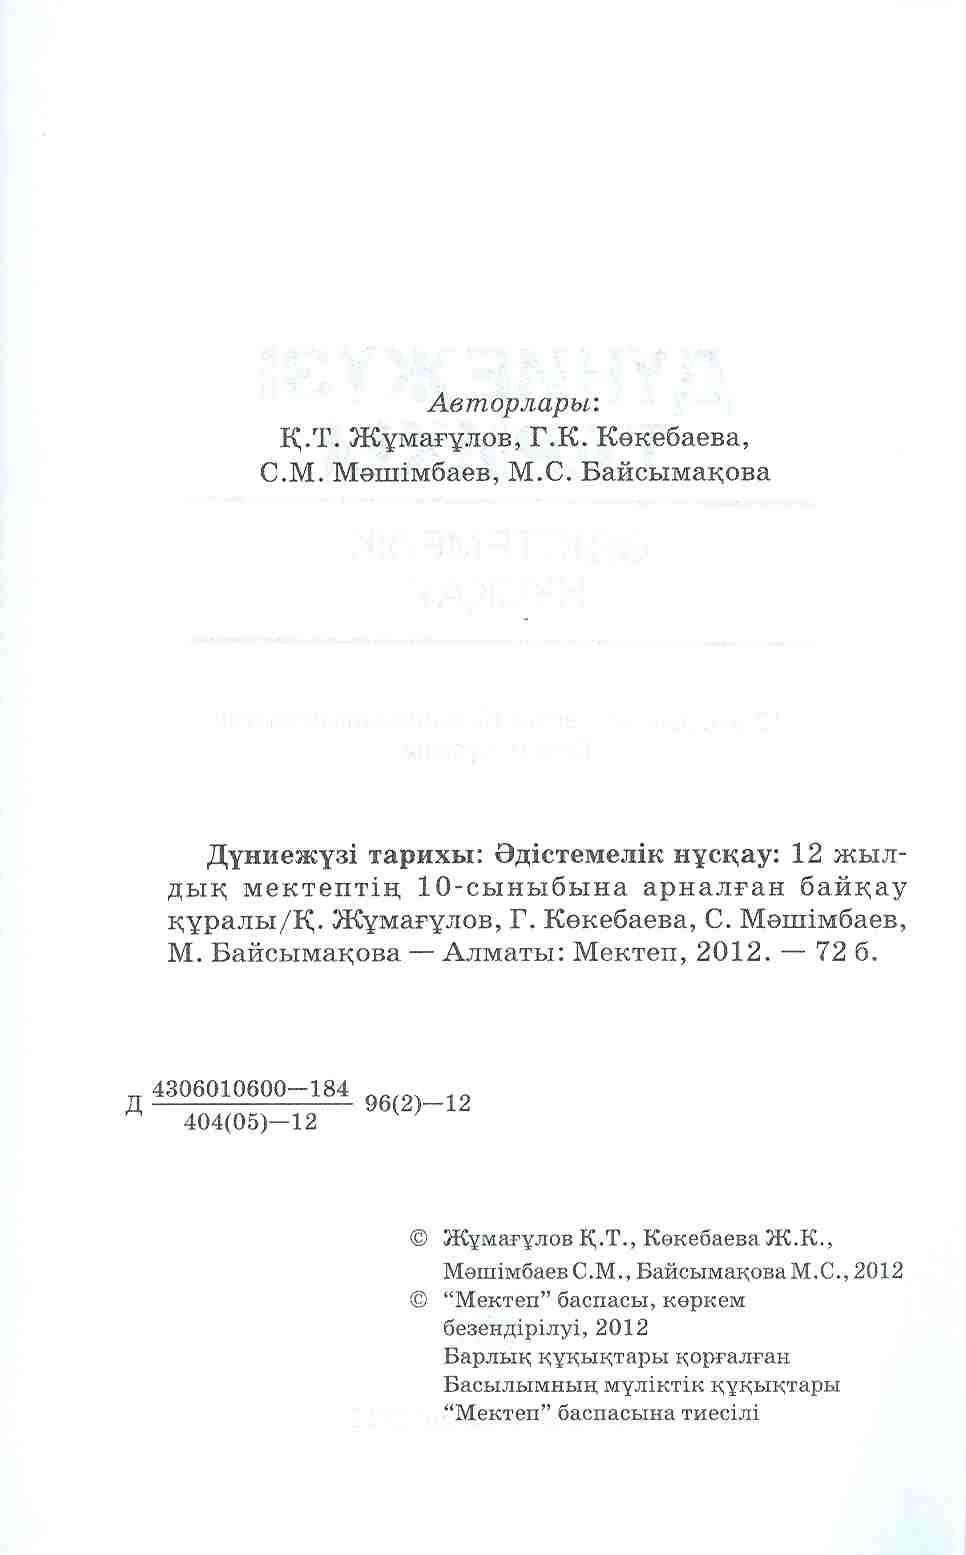 Авторлары:
Қ.Т. Жұмағұлов, Г.К. Көкебаева,
С.М. Мәшімбаев, М.С. Байсымақова
Дүниежүзі тарихы: Әдістемелік нұсқау: 12 жыл-
дық мектептің 10-сыныбына арналған байқау
құралы/Қ. Жұмағұлов, Г. Көкебаева, С. Мәшімбаев,
М. Байсымақова — Алматы: Мектеп, 2012. — 72 б.
Д 4306010600—184 96(2)—12
404(05)—12
© Жұмағұлов Қ.Т., Көкебаева Ж.К.,
Мәшімбаев С.М., Байсымақова М.С., 2012
© “Мектеп” баспасы, көркем
безендірілуі, 2012
Барлық құқықтары қорғалған
Басылымның мүліктік құқықтары
“Мектеп” баспасына тиесілі